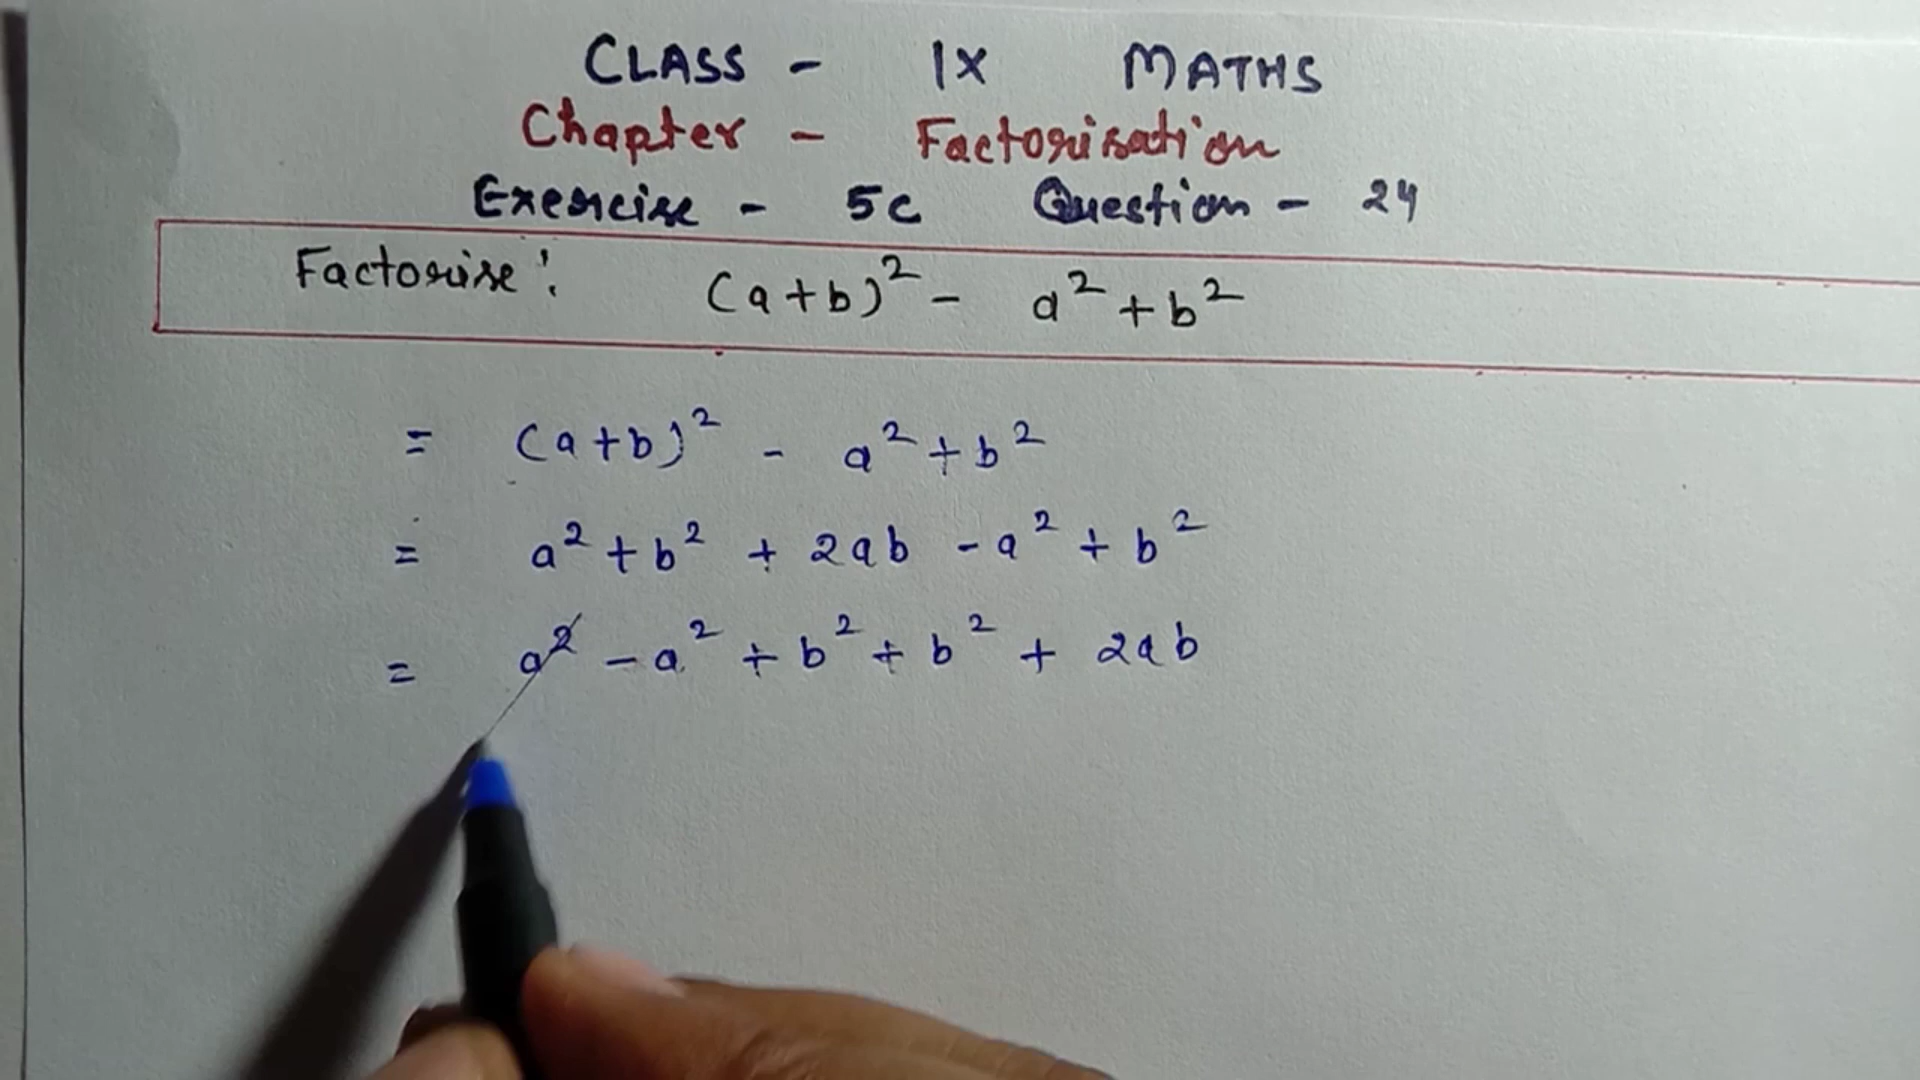 CLASS - IX MATHS
Chapter - Factorisation
Exercise - 5c Question - 24
Factorise: (a+b)² - a² + b²
= (a+b)² - a² + b²
= a² + b² + 2ab - a² + b²
= a² - a² + b² + b² + 2ab